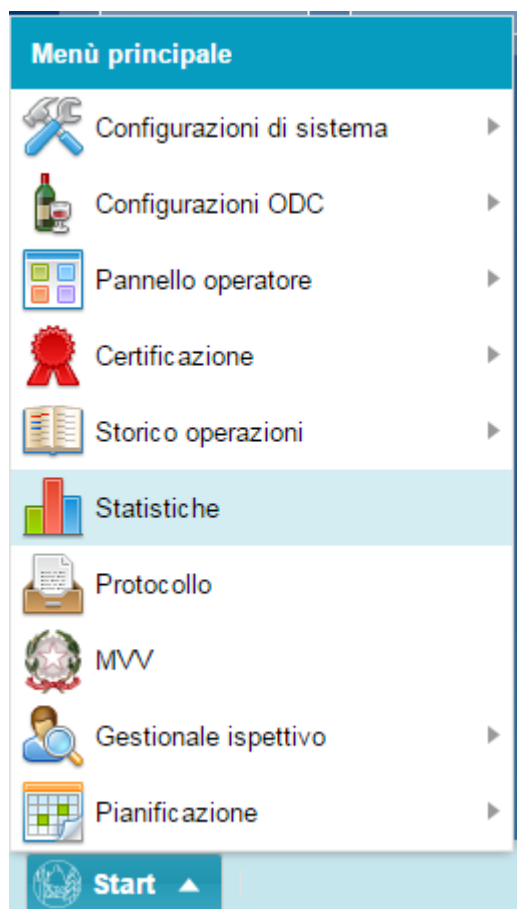 Menù principale
Configurazioni di sistema
Configurazioni ODC
Pannello operatore
Certificazione
Storico operazioni
Statistiche
Protocollo
MVV
Gestionale ispettivo
Pianificazione
Start